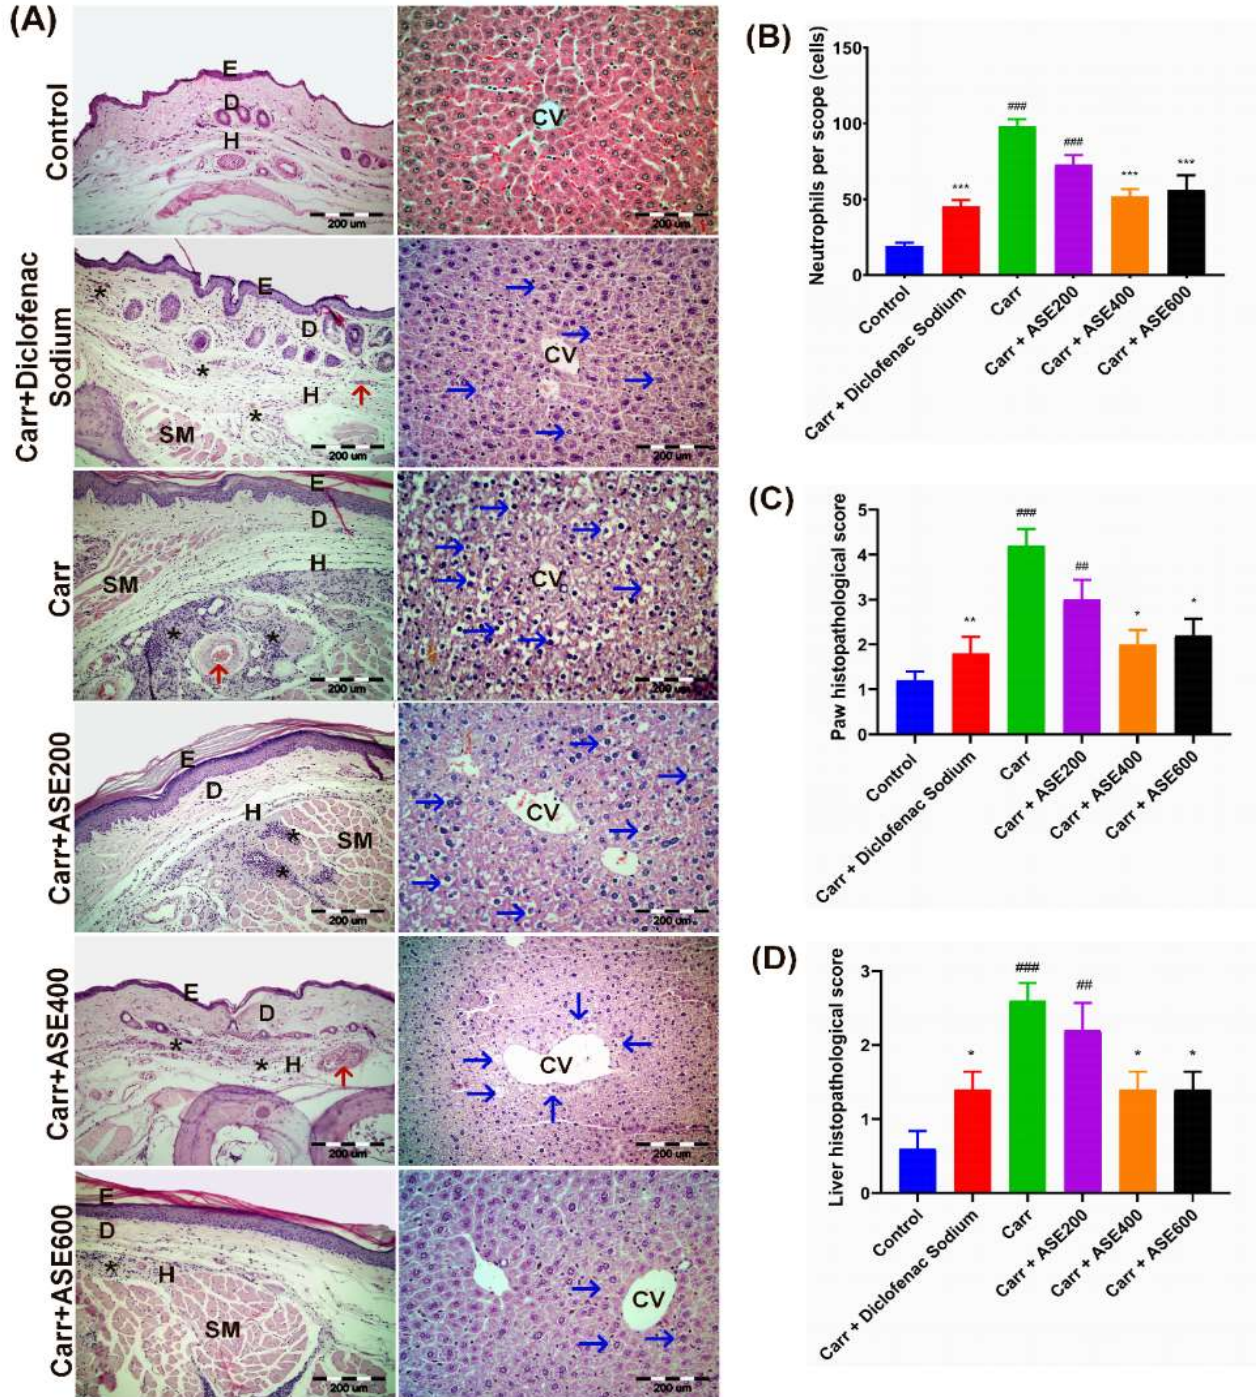 (A)
Control
E
D
H
200 um
CV
200 um
Carr+Diclofenac
Sodium
*
E
D
*
H
*
SM
200 um
CV
200 um
Carr
E
D
H
SM
*
*
200 um
CV
200 um
Carr+ASE200
E
D
H
*
SM
*
200 um
CV
200 um
Carr+ASE400
E
D
*
*
H
200 um
CV
200 um
Carr+ASE600
E
D
*
H
SM
200 um
CV
200 um
(B)
Neutrophils per scope (cells)
150
100
50
0
***
###
###
***
***
Control
Carr + Diclofenac Sodium
Carr
Carr + ASE200
Carr + ASE400
Carr + ASE600
(C)
Paw histopathological score
5
4
3
2
1
0
**
###
##
*
*
Control
Carr + Diclofenac Sodium
Carr
Carr + ASE200
Carr + ASE400
Carr + ASE600
(D)
Liver histopathological score
3
2
1
0
*
###
##
*
*
Control
Carr + Diclofenac Sodium
Carr
Carr + ASE200
Carr + ASE400
Carr + ASE600